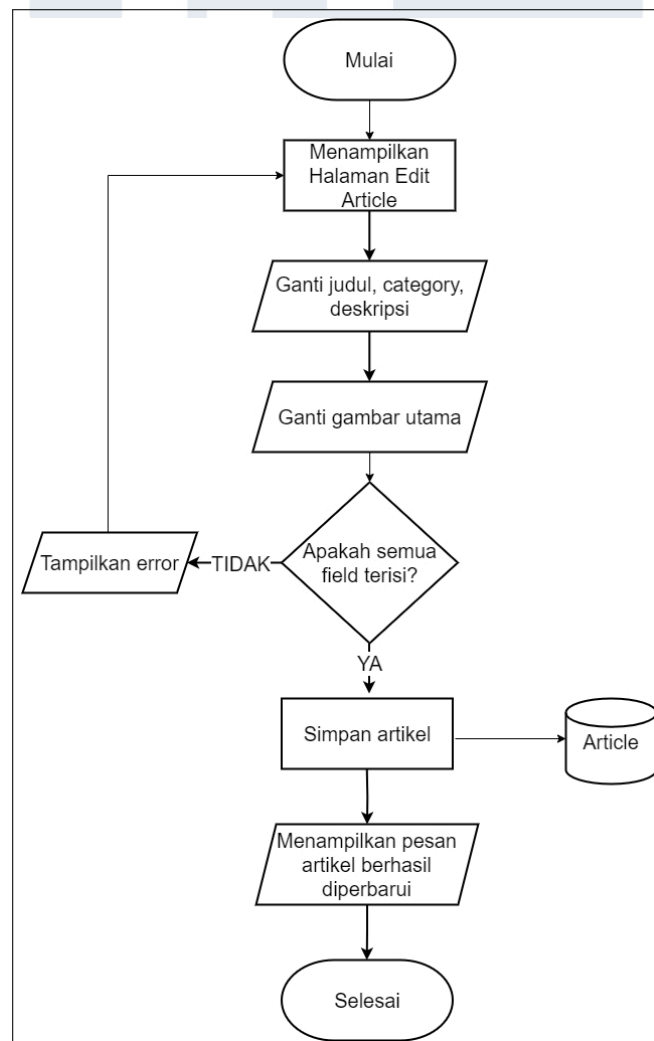 Mulai
Menampilkan
Halaman Edit
Article
Ganti judul, category,
deskripsi
Ganti gambar utama
Apakah semua
field terisi?
TIDAK
Tampilkan error
YA
Simpan artikel
Article
Menampilkan pesan
artikel berhasil
diperbarui
Selesai